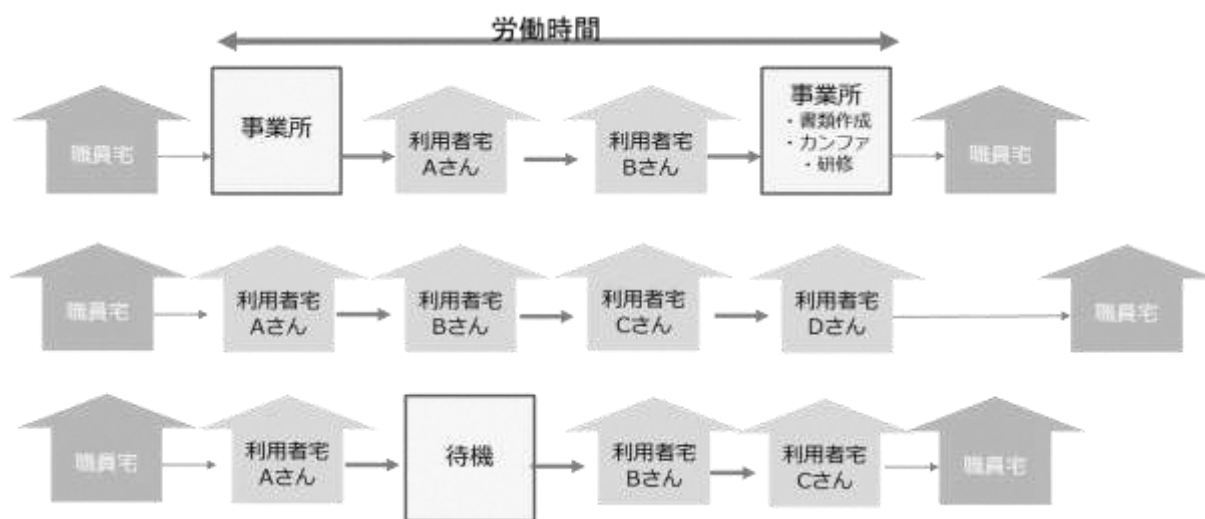 労働時間
職員宅
事業所
利用者宅
Aさん
利用者宅
Bさん
事業所
・書類作成
・カンファ
・研修
職員宅
職員宅
利用者宅
Aさん
利用者宅
Bさん
利用者宅
Cさん
利用者宅
Dさん
職員宅
職員宅
利用者宅
Aさん
待機
利用者宅
Bさん
利用者宅
Cさん
職員宅